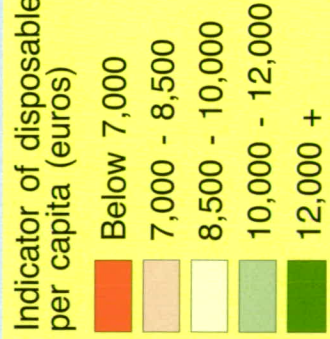 Indicator of disposable
per capita (euros)
Below 7,000
7,000 - 8,500
8,500 - 10,000
10,000 - 12,000
12,000 +